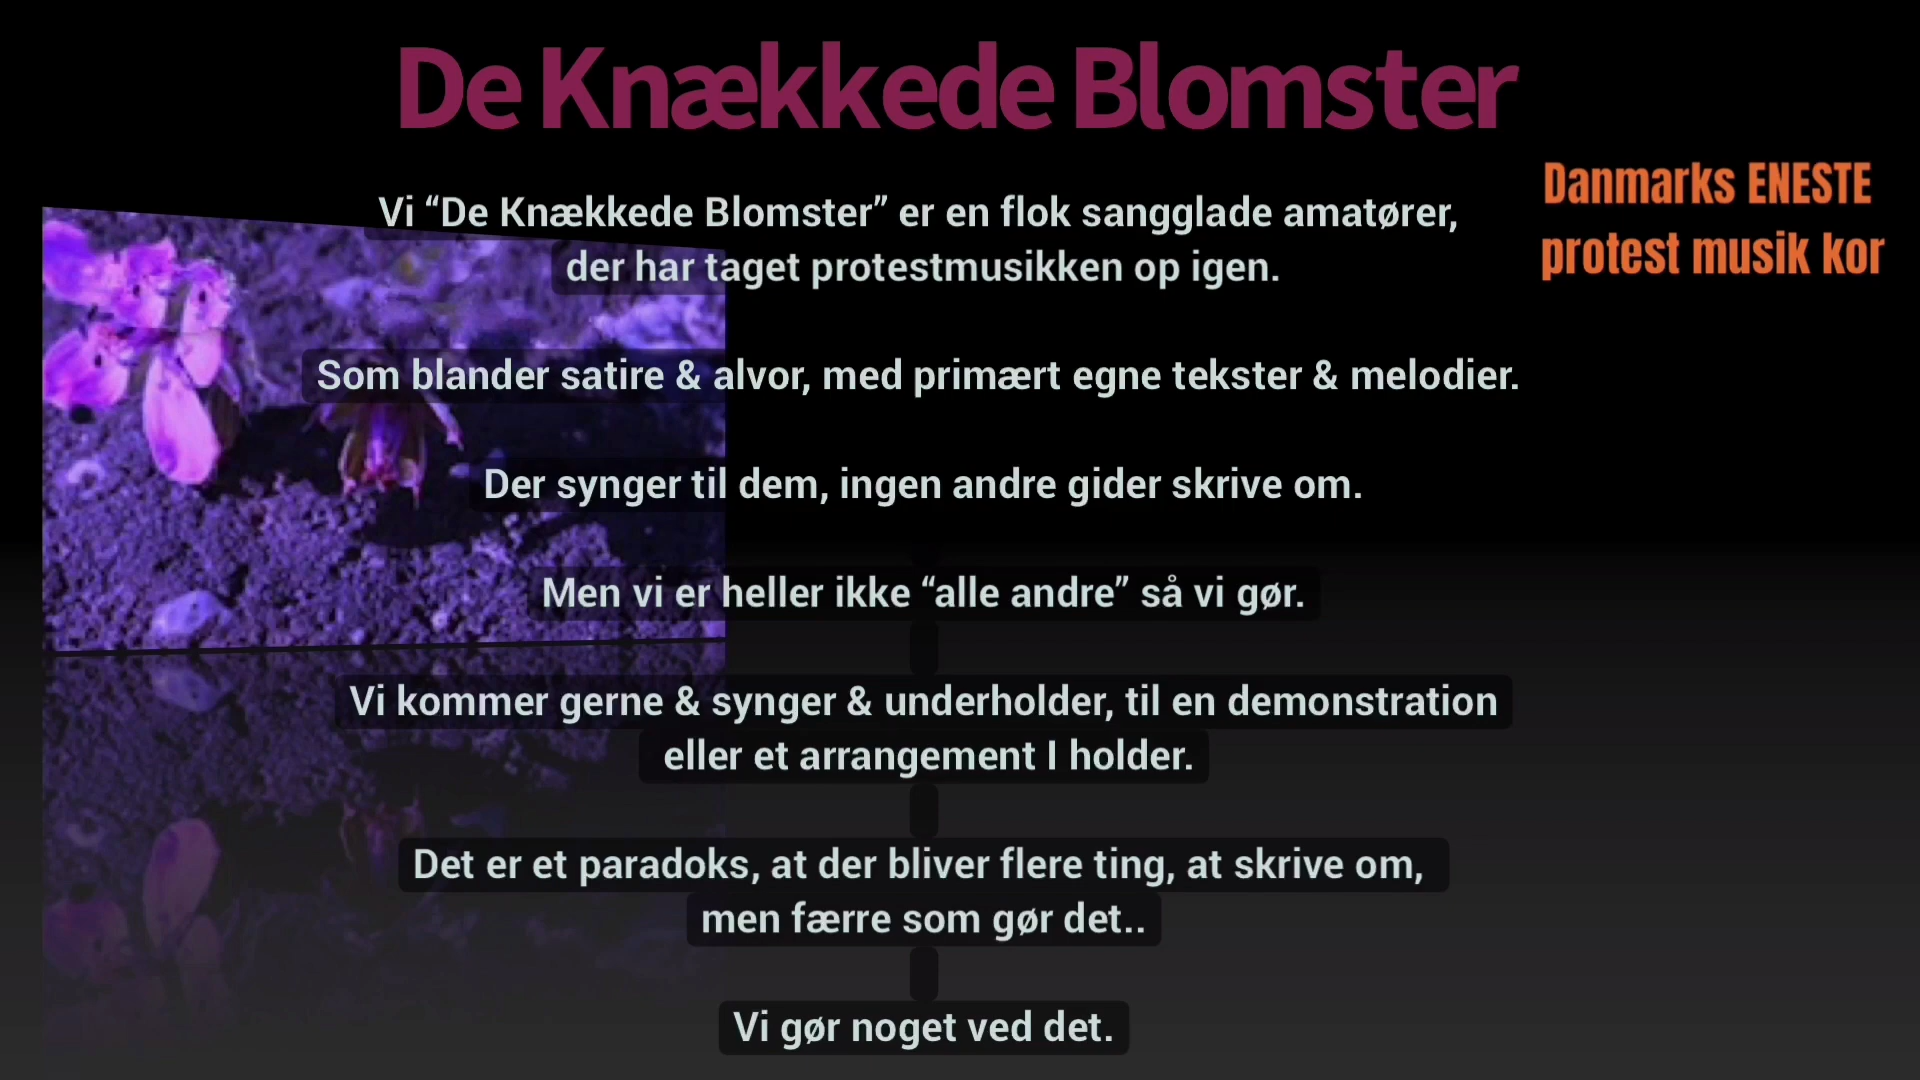 De Knækkede Blomster
Danmarks ENESTE
protest musik kor
Vi “De Knækkede Blomster” er en flok sangglade amatører,
der har taget protestmusikken op igen.
Som blander satire & alvor, med primært egne tekster & melodier.
Der synger til dem, ingen andre gider skrive om.
Men vi er heller ikke “alle andre” så vi gør.
Vi kommer gerne & synger & underholder, til en demonstration
eller et arrangement I holder.
Det er et paradoks, at der bliver flere ting, at skrive om,
men færre som gør det..
Vi gør noget ved det.